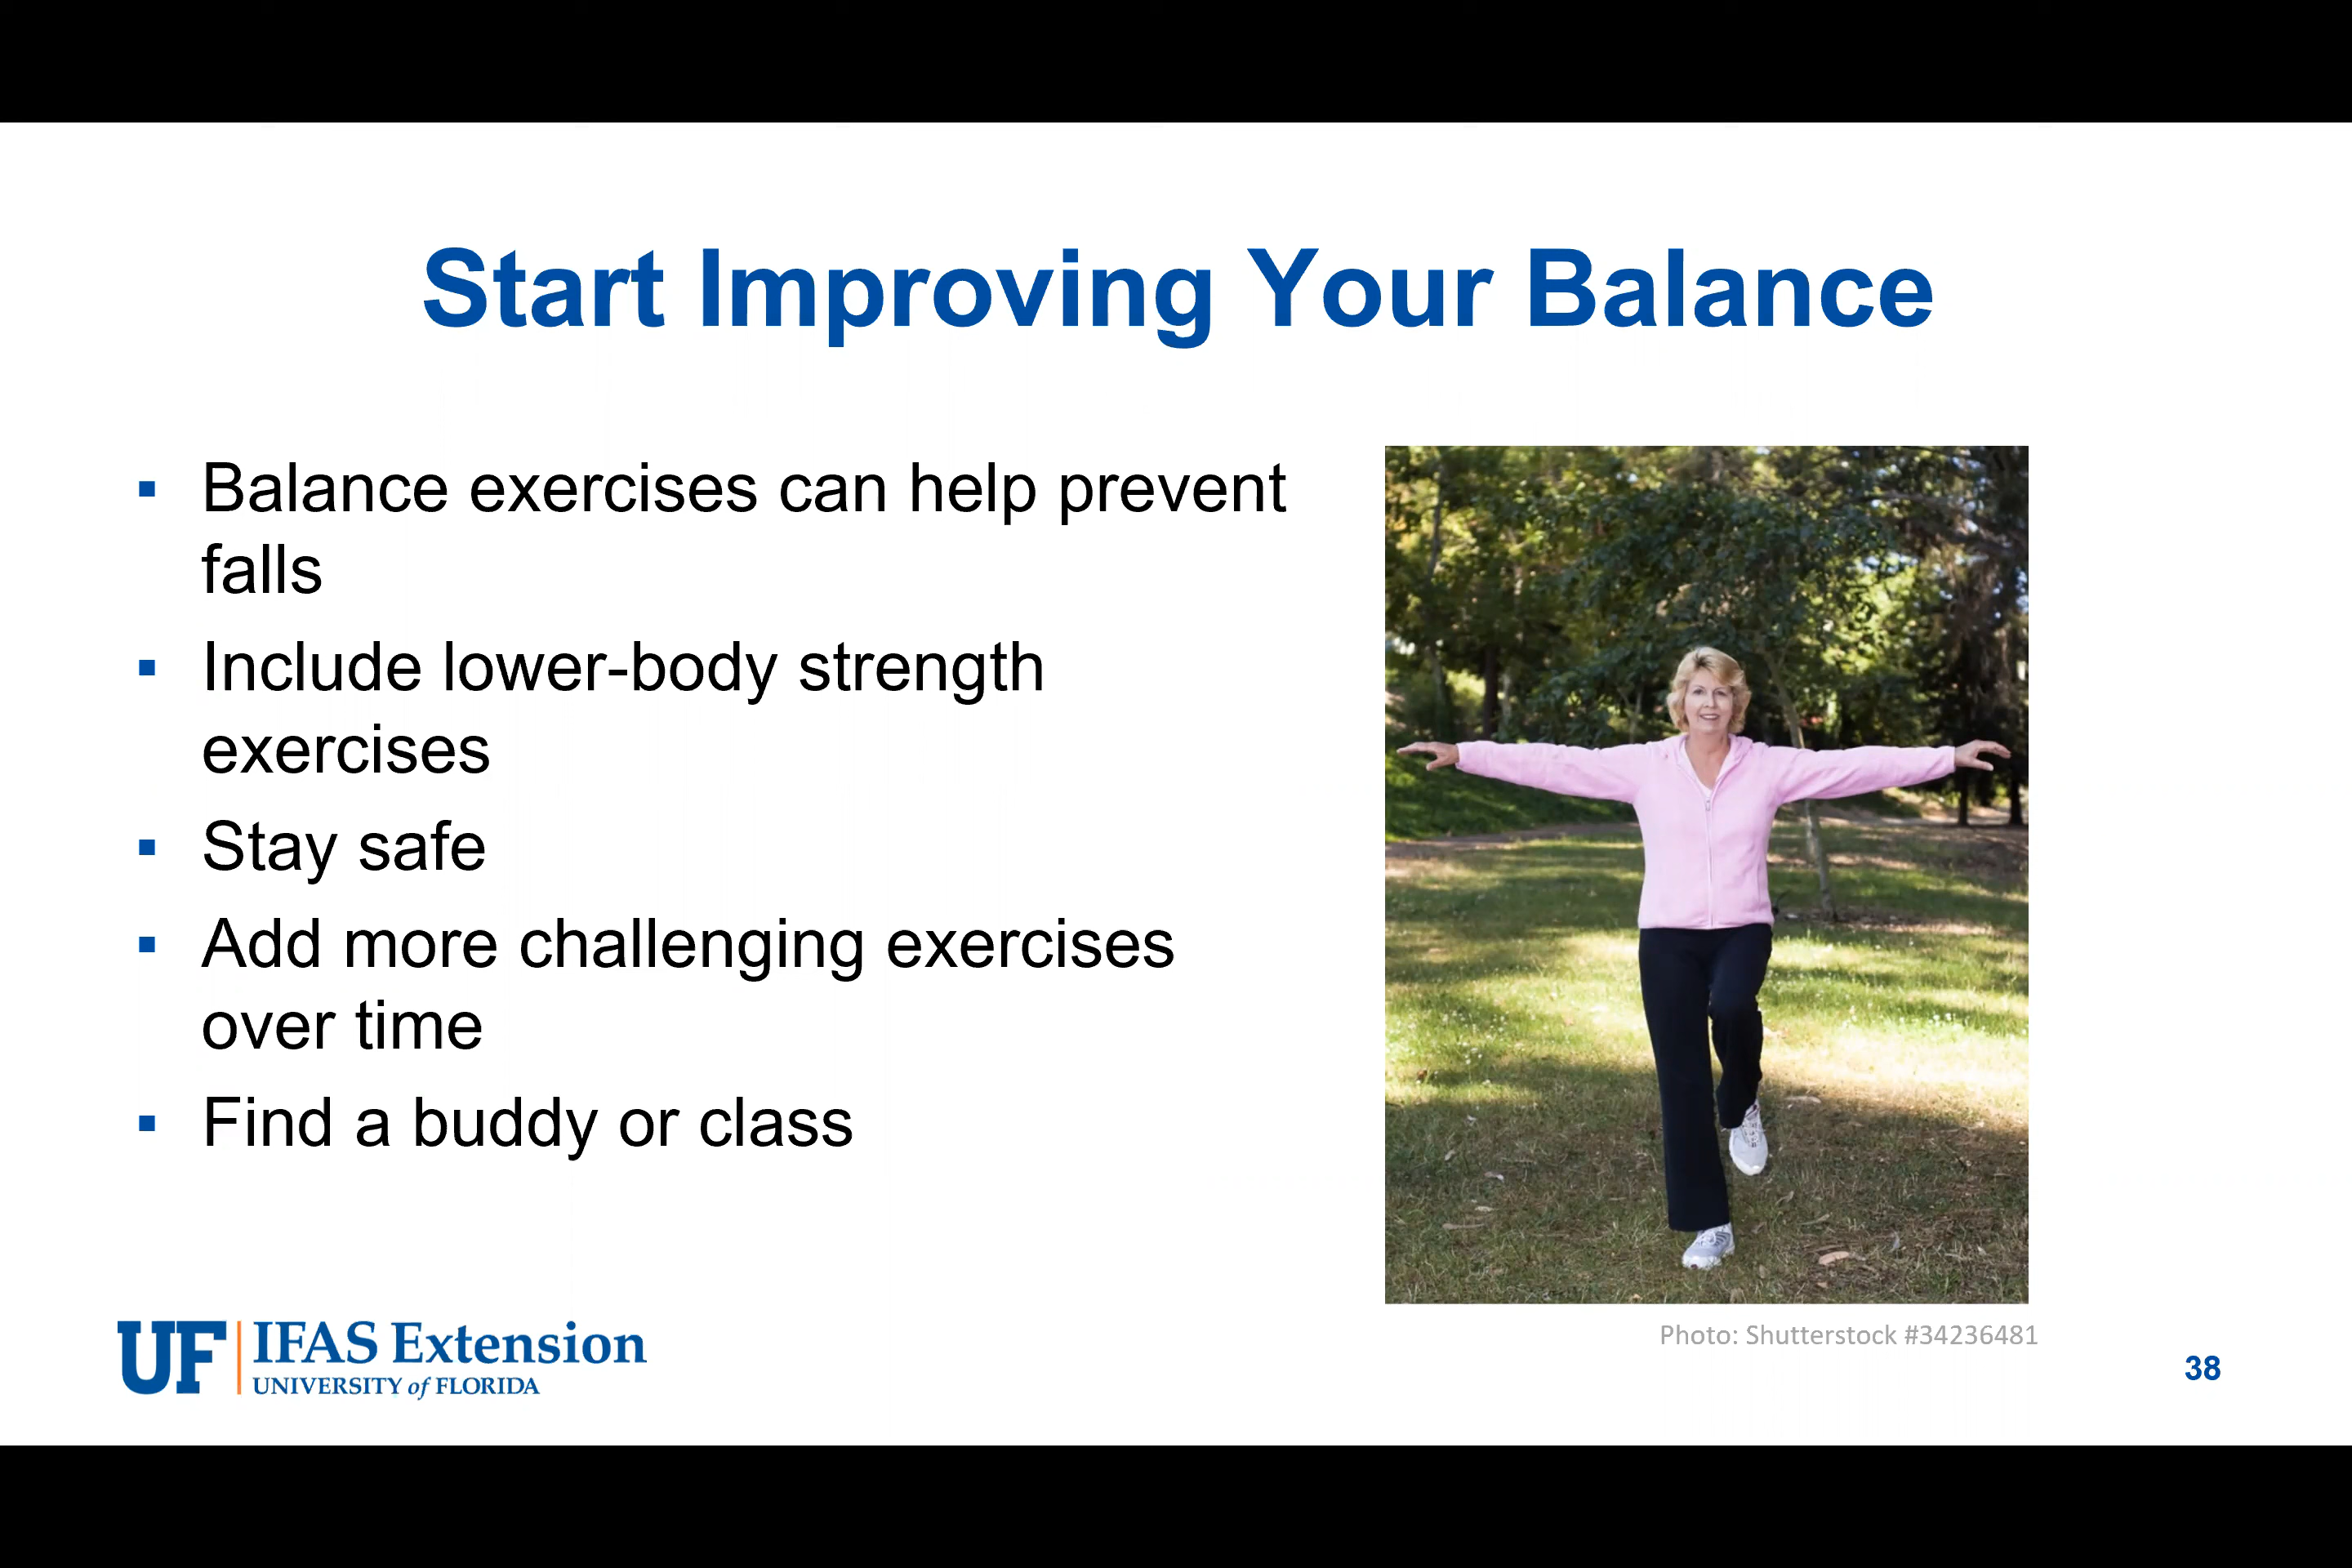 Start Improving Your Balance
▪ Balance exercises can help prevent
falls
▪ Include lower-body strength
exercises
▪ Stay safe
▪ Add more challenging exercises
over time
▪ Find a buddy or class
Photo: Shutterstock #34236481
UF IFAS Extension
UNIVERSITY of FLORIDA
38